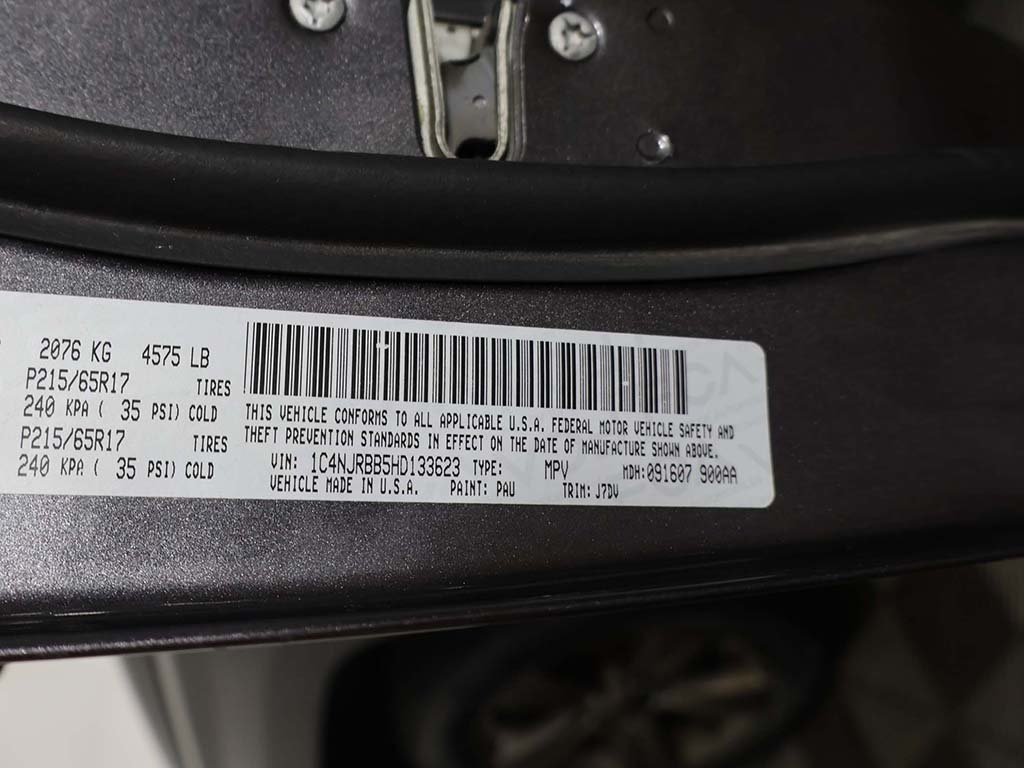 2076 KG 4575 LB
P215/65R17 TIRES
240 KPA ( 35 PSI) COLD
P215/65R17 TIRES
240 KPA ( 35 PSI) COLD
THIS VEHICLE CONFORMS TO ALL APPLICABLE U.S.A. FEDERAL MOTOR VEHICLE SAFETY AND
THEFT PREVENTION STANDARDS IN EFFECT ON THE DATE OF MANUFACTURE SHOWN ABOVE.
VIN: 1C4NJRBB5HD133623 TYPE: MPV MDH:091607 900AA
VEHICLE MADE IN U.S.A. PAINT: PAU TRIM: J7DV